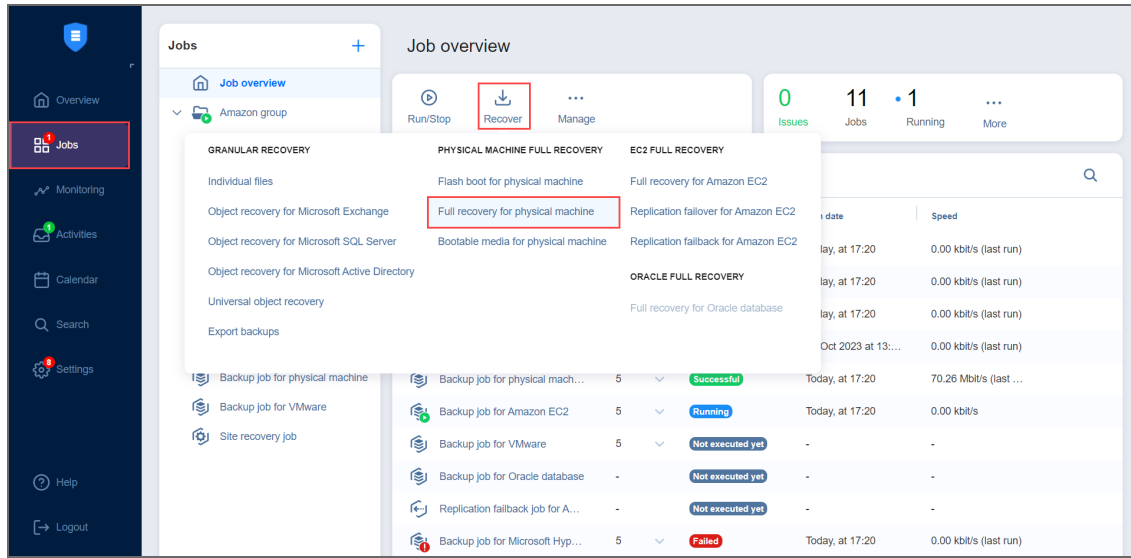 Overview
1
Jobs
Monitoring
1
Activities
Calendar
Search
8
Settings
Help
Logout
Jobs
Job overview
Amazon group
Backup job for physical machine
Backup job for VMware
Site recovery job
Job overview
Run/Stop
Recover
Manage
0
Issues
11
Jobs
1
Running
More
GRANULAR RECOVERY
Individual files
Object recovery for Microsoft Exchange
Object recovery for Microsoft SQL Server
Object recovery for Microsoft Active Directory
Universal object recovery
Export backups
PHYSICAL MACHINE FULL RECOVERY
Flash boot for physical machine
Full recovery for physical machine
Bootable media for physical machine
EC2 FULL RECOVERY
Full recovery for Amazon EC2
Replication failover for Amazon EC2
Replication failback for Amazon EC2
ORACLE FULL RECOVERY
Full recovery for Oracle database
date Speed
at 17:20 0.00 kbit/s (last run)
at 17:20 0.00 kbit/s (last run)
at 17:20 0.00 kbit/s (last run)
Oct 2023 at 13:... 0.00 kbit/s (last run)
Backup job for physical mach... 5 Successful Today, at 17:20 70.26 Mbit/s (last ...
Backup job for Amazon EC2 5 Running Today, at 17:20 0.00 kbit/s
Backup job for VMware 5 Not executed yet - -
Backup job for Oracle database - Not executed yet - -
Replication failback job for A... - Not executed yet - -
Backup job for Microsoft Hyp... 5 Failed Today, at 17:20 0.00 kbit/s (last run)